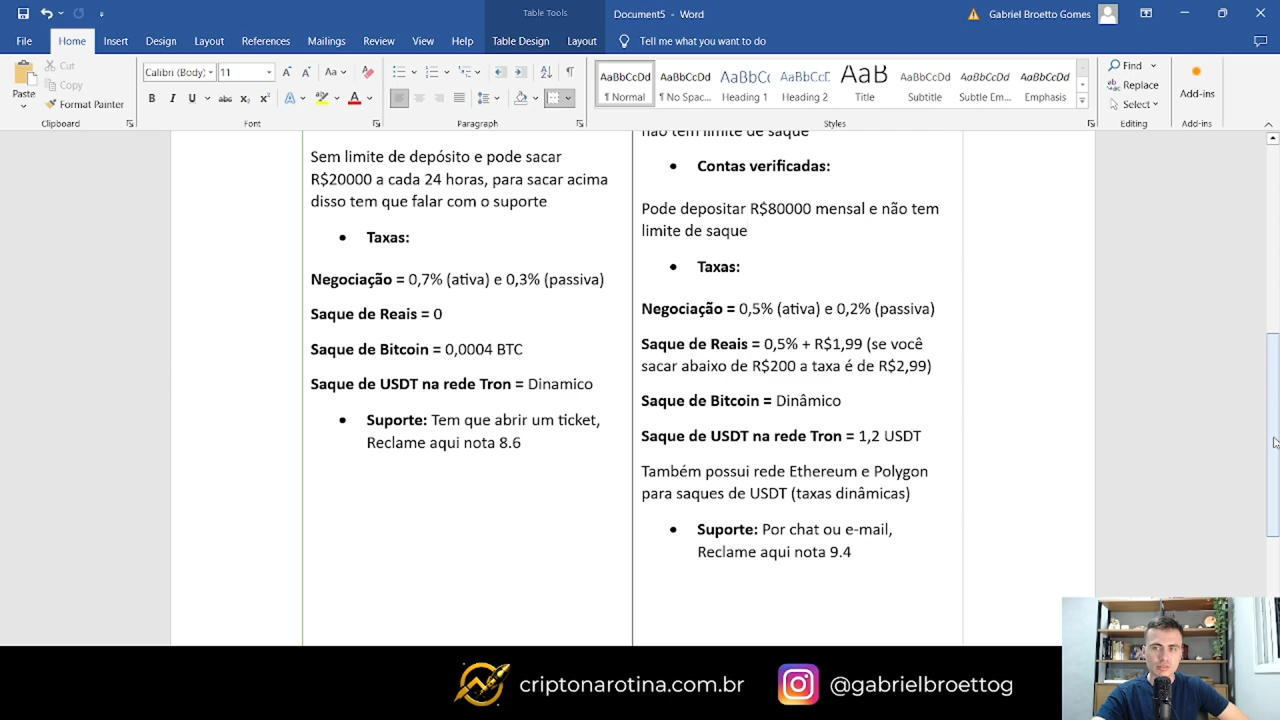 Table Tools
Document5 - Word
Gabriel Broetto Gomes
File
Home
Insert
Design
Layout
References
Mailings
Review
View
Help
Table Design
Layout
Tell me what you want to do
Paste
Cut
Copy
Format Painter
Clipboard
Calibri (Body)
11
Font
Paragraph
AaBbCcDd
¶ Normal
AaBbCcDd
¶ No Spac...
AaBbCc
Heading 1
AaBbCcE
Heading 2
AaB
Title
AaBbCcDd
Subtitle
AaBbCcDd
Subtle Em...
AaBbCcDd
Emphasis
Styles
Find
Replace
Select
Editing
Add-ins
Add-ins
Sem limite de depósito e pode sacar
R$20000 a cada 24 horas, para sacar acima
disso tem que falar com o suporte
• Taxas:
Negociação = 0,7% (ativa) e 0,3% (passiva)
Saque de Reais = 0
Saque de Bitcoin = 0,0004 BTC
Saque de USDT na rede Tron = Dinamico
• Suporte: Tem que abrir um ticket,
Reclame aqui nota 8.6
não tem limite de saque
• Contas verificadas:
Pode depositar R$80000 mensal e não tem
limite de saque
• Taxas:
Negociação = 0,5% (ativa) e 0,2% (passiva)
Saque de Reais = 0,5% + R$1,99 (se você
sacar abaixo de R$200 a taxa é de R$2,99)
Saque de Bitcoin = Dinâmico
Saque de USDT na rede Tron = 1,2 USDT
Também possui rede Ethereum e Polygon
para saques de USDT (taxas dinâmicas)
• Suporte: Por chat ou e-mail,
Reclame aqui nota 9.4
criptonarotina.com.br
@gabrielbroettog